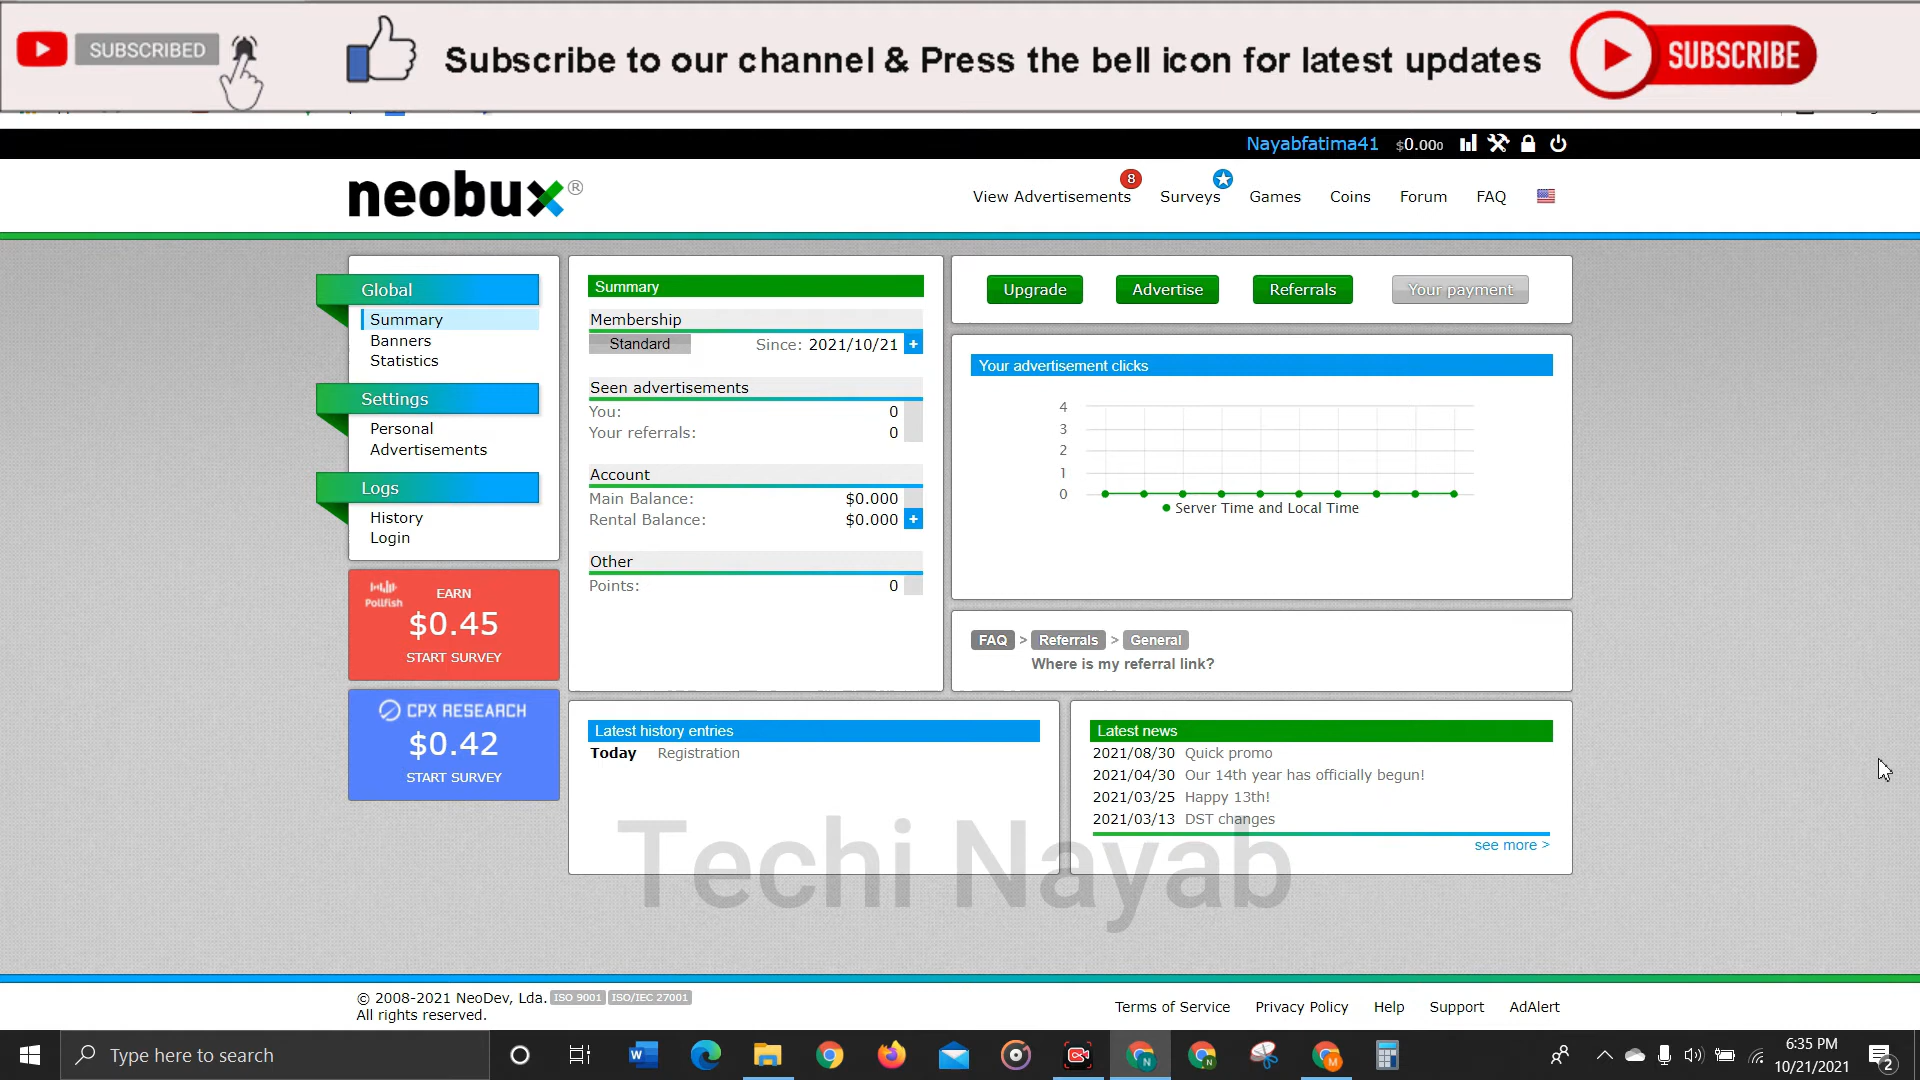 SUBSCRIBED
Subscribe to our channel & Press the bell icon for latest updates
SUBSCRIBE
Nayabfatima41 $0.000
neobux®
View Advertisements 8 Surveys Games Coins Forum FAQ
Global
Summary
Banners
Statistics
Settings
Personal
Advertisements
Logs
History
Login
Pollfish
EARN
$0.45
START SURVEY
CPX RESEARCH
$0.42
START SURVEY
Summary
Membership
Standard Since: 2021/10/21 +
Seen advertisements
You: 0
Your referrals: 0
Account
Main Balance: $0.000
Rental Balance: $0.000 +
Other
Points: 0
Upgrade Advertise Referrals Your payment
Your advertisement clicks
4
3
2
1
0
Server Time and Local Time
FAQ > Referrals > General
Where is my referral link?
Latest history entries
Today Registration
Latest news
2021/08/30 Quick promo
2021/04/30 Our 14th year has officially begun!
2021/03/25 Happy 13th!
2021/03/13 DST changes
see more >
Techi Nayab
© 2008-2021 NeoDev, Lda. ISO 9001 ISO/IEC 27001
All rights reserved.
Terms of Service Privacy Policy Help Support AdAlert
Type here to search
6:35 PM
10/21/2021
2